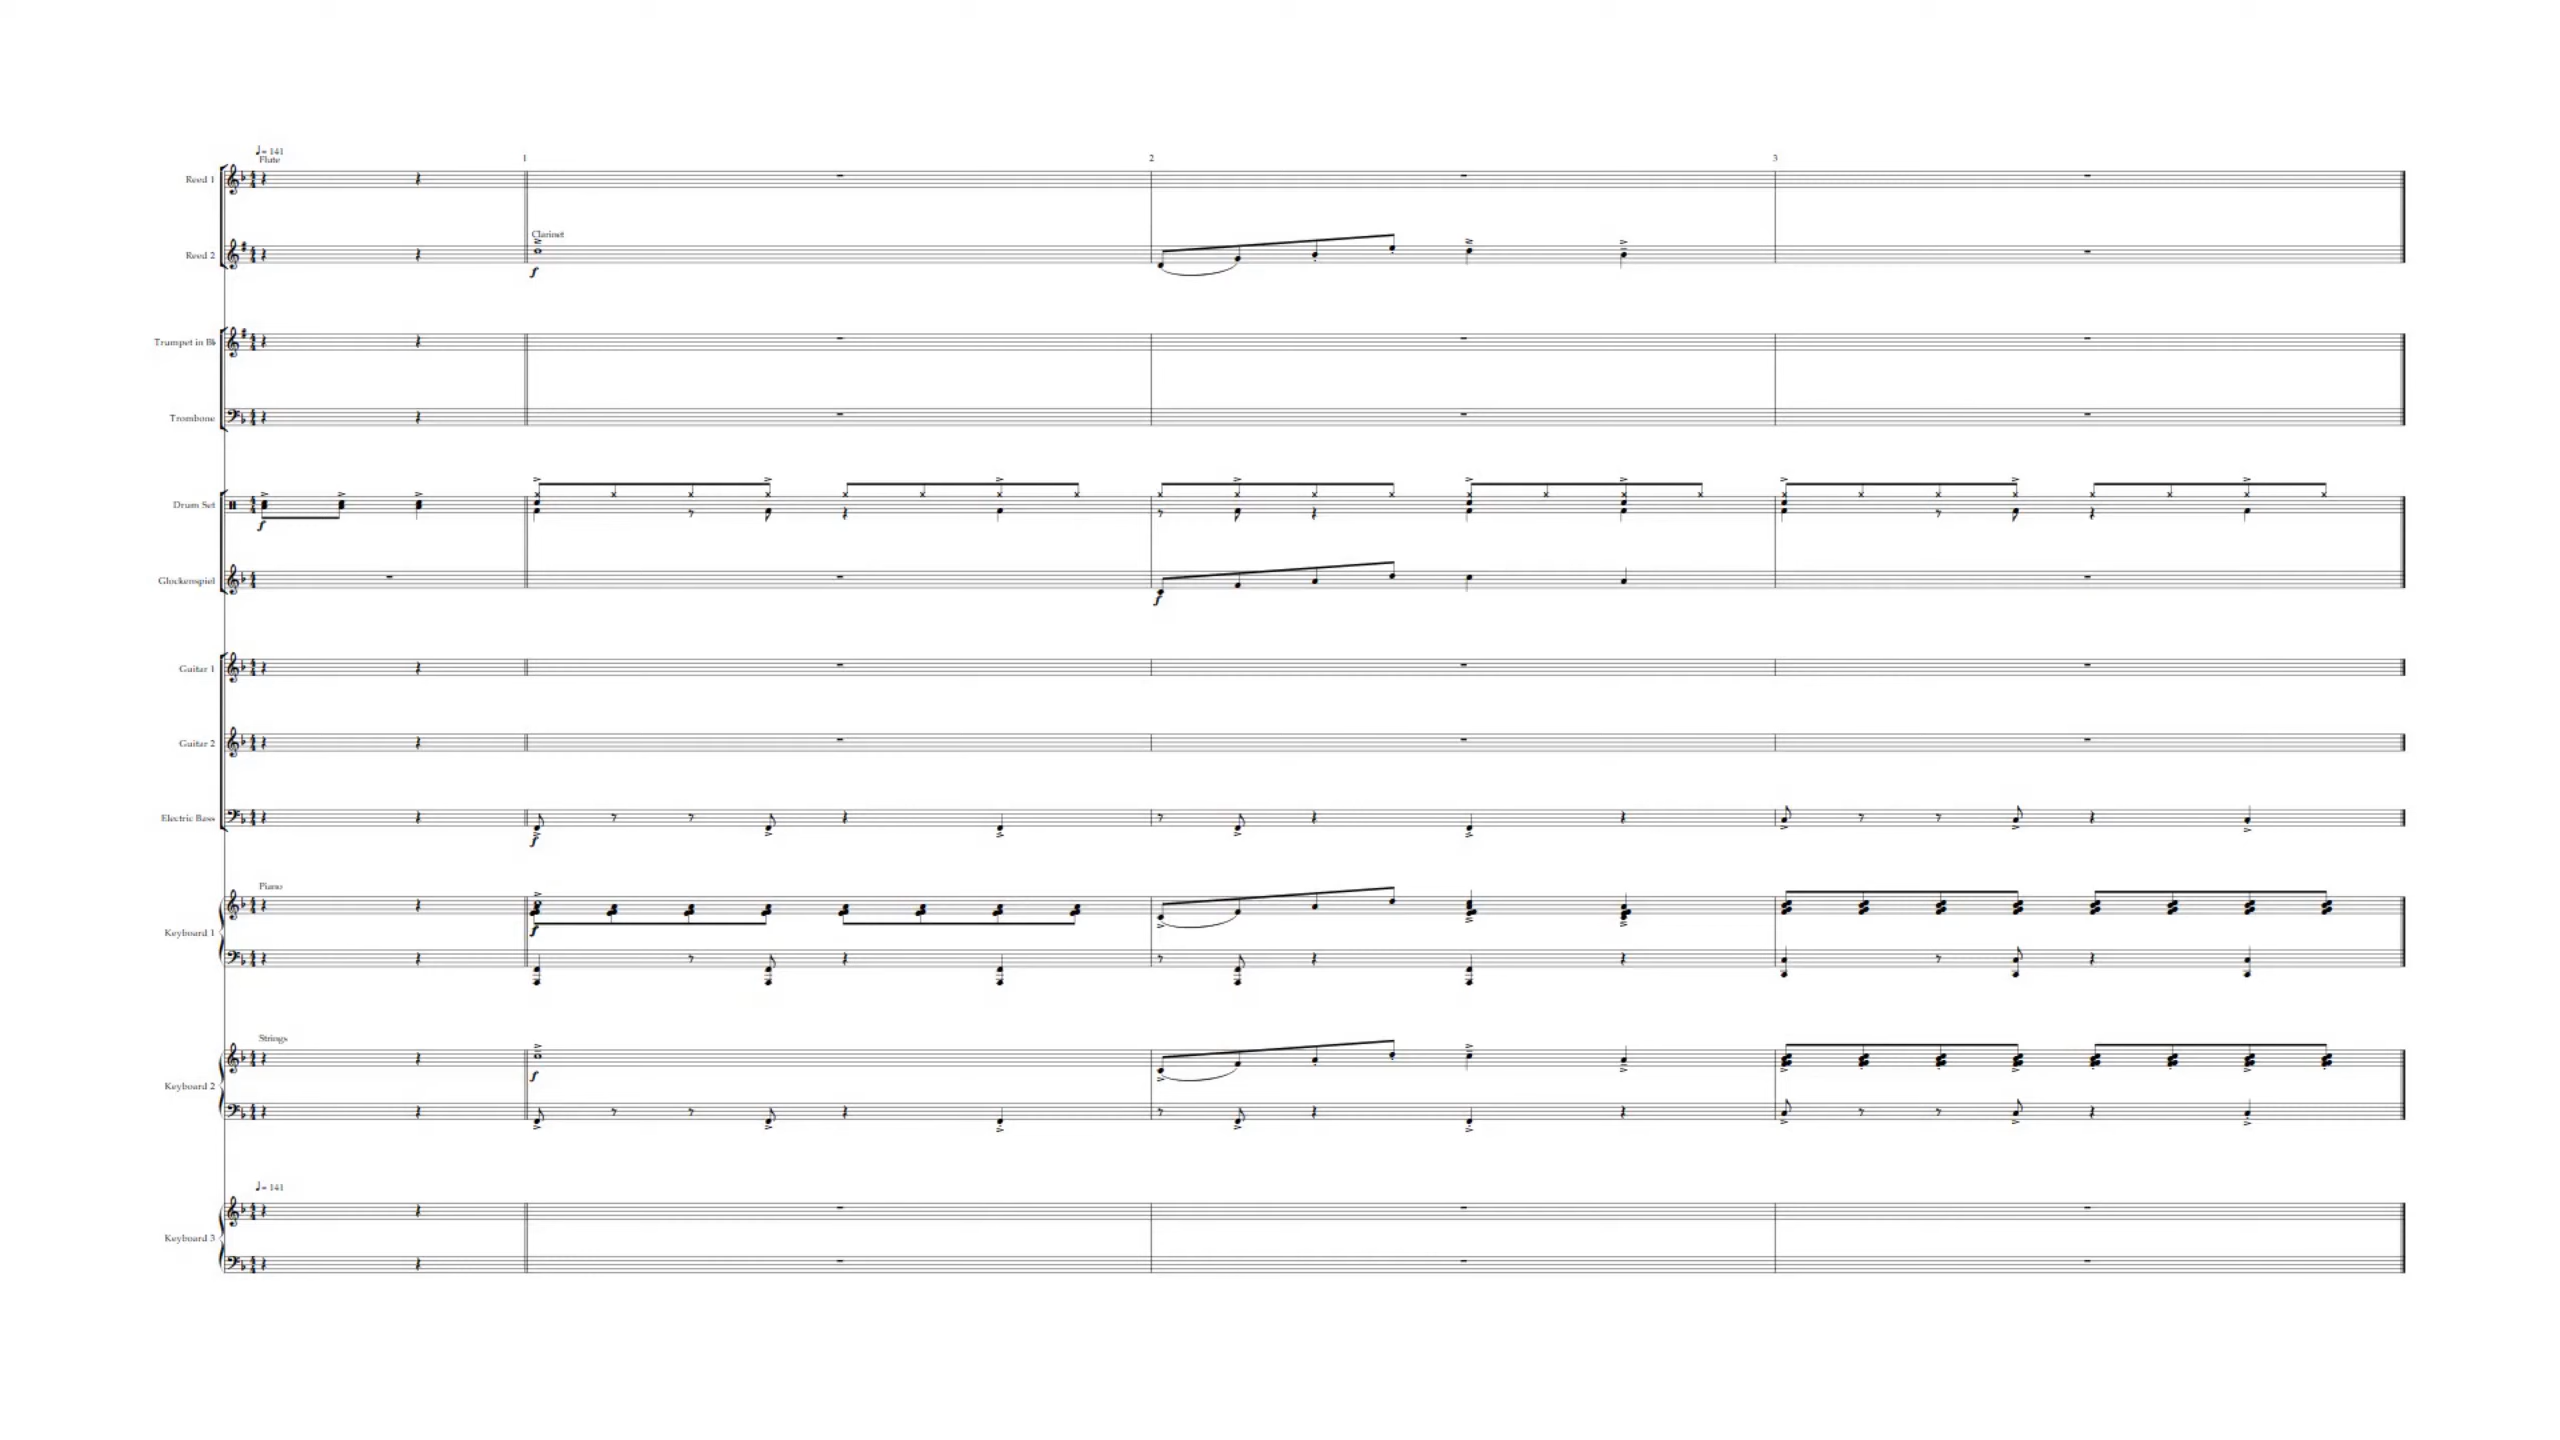 ♩= 141
Flute
1
2
3
Reed 1
Clarinet
Reed 2
f
Trumpet in B♭
Trombone
Drum Set
f
Glockenspiel
f
Guitar 1
Guitar 2
Electric Bass
f
Piano
f
Keyboard 1
Strings
f
Keyboard 2
♩= 141
Keyboard 3